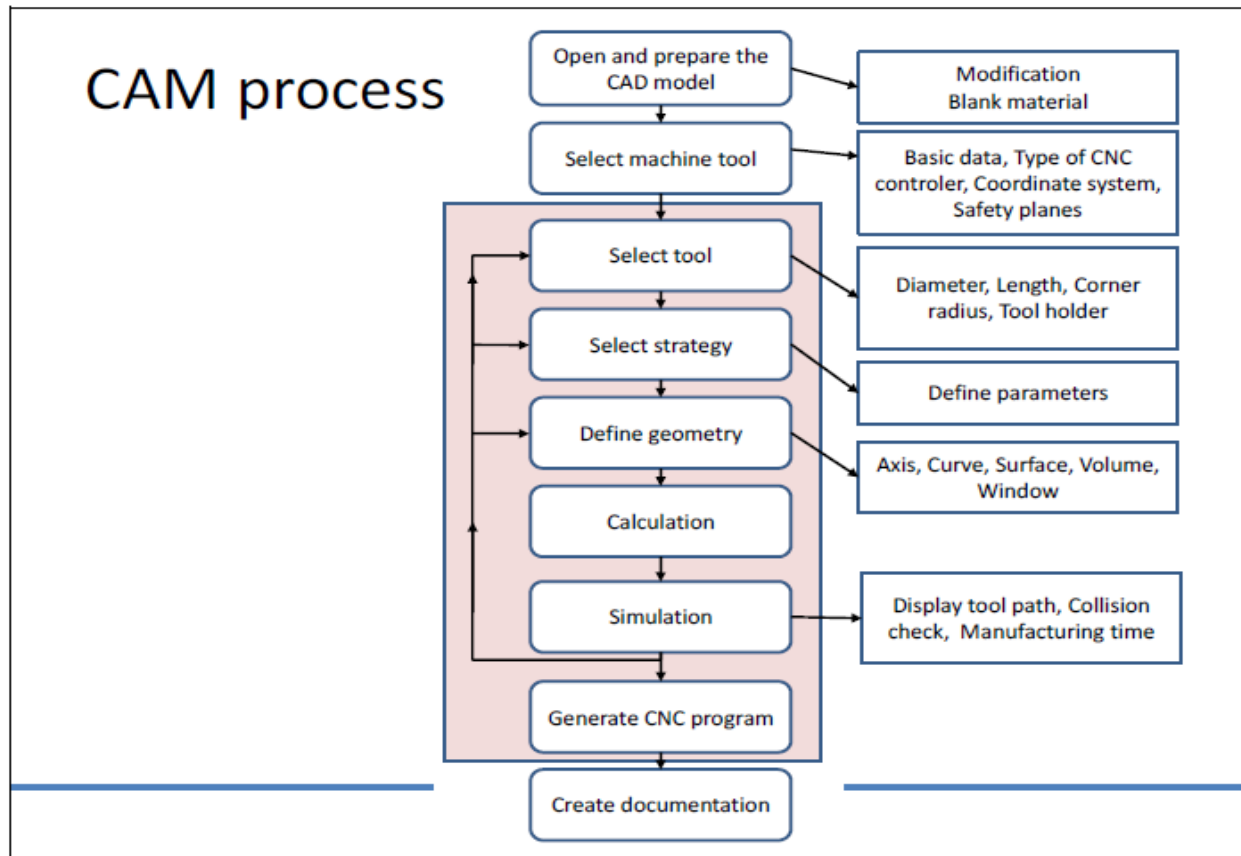 CAM process
Open and prepare the
CAD model
Modification
Blank material
Select machine tool
Basic data, Type of CNC
controler, Coordinate system,
Safety planes
Select tool
Diameter, Length, Corner
radius, Tool holder
Select strategy
Define parameters
Define geometry
Axis, Curve, Surface, Volume,
Window
Calculation
Simulation
Display tool path, Collision
check, Manufacturing time
Generate CNC program
Create documentation